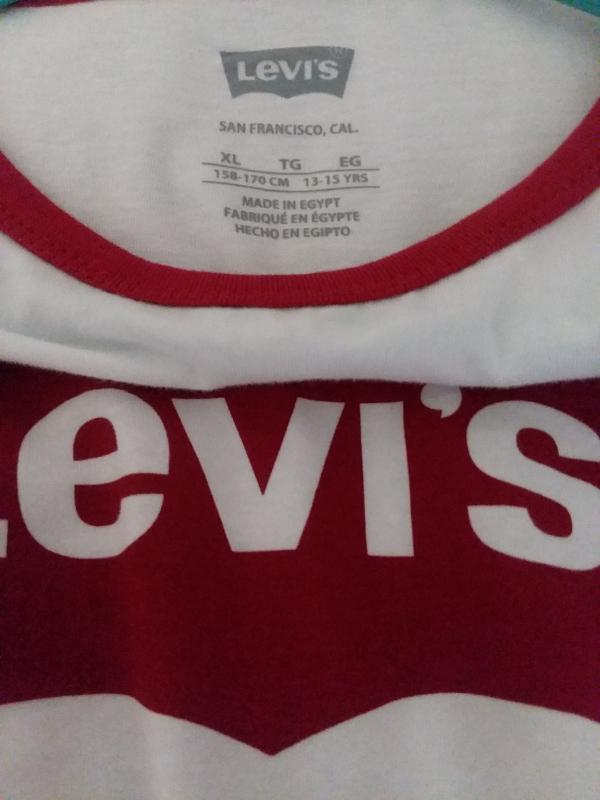 LEVI'S
SAN FRANCISCO, CAL.
XL TG EG
158-170 CM 13-15 YRS
MADE IN EGYPT
FABRIQUÉ EN ÉGYPTE
HECHO EN EGIPTO
Levi's